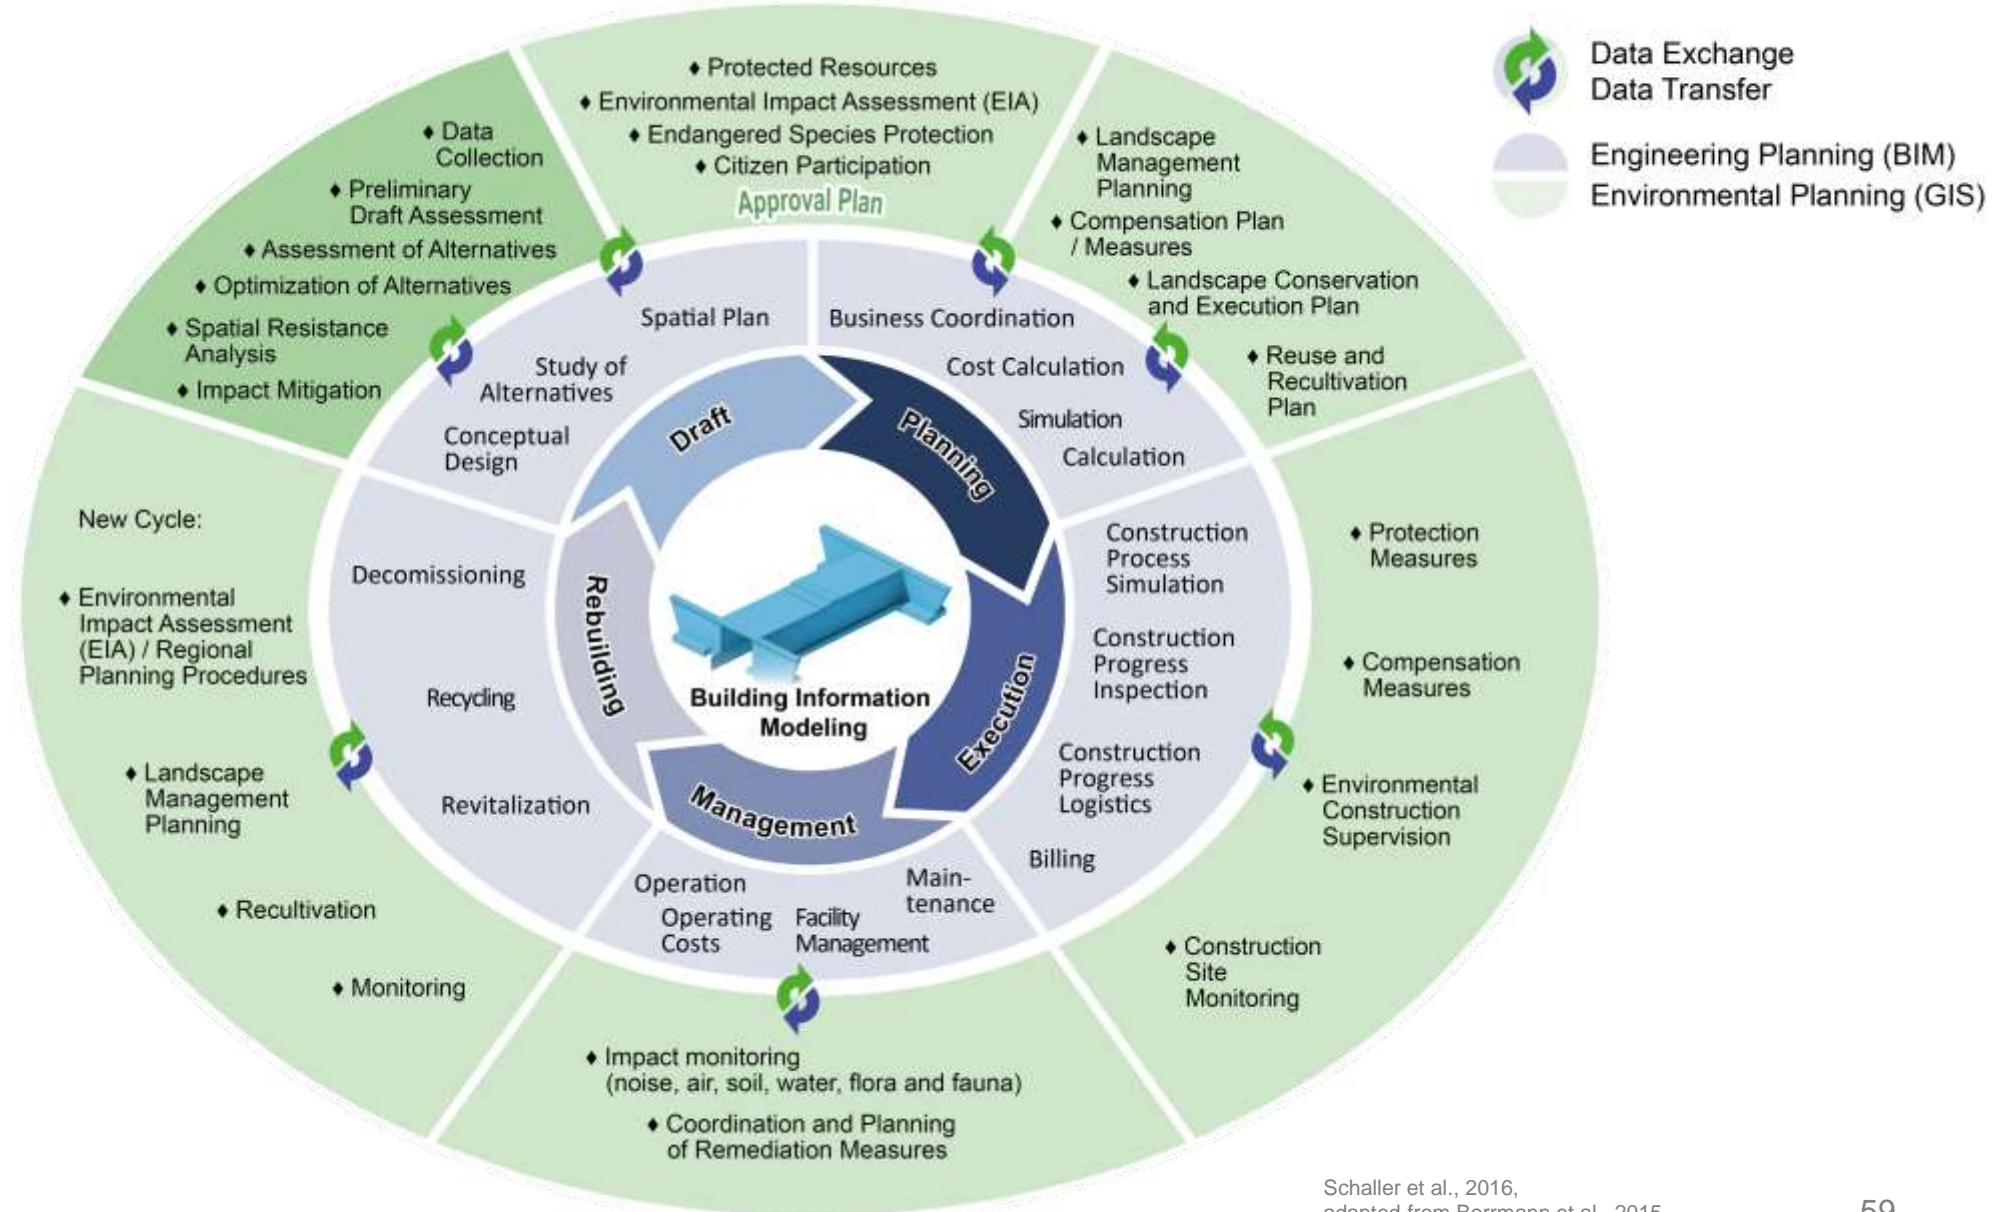 Data Exchange
Data Transfer
Engineering Planning (BIM)
Environmental Planning (GIS)
♦ Protected Resources
♦ Environmental Impact Assessment (EIA)
♦ Endangered Species Protection
♦ Citizen Participation
Approval Plan
♦ Data
Collection
♦ Preliminary
Draft Assessment
♦ Assessment of Alternatives
♦ Optimization of Alternatives
♦ Spatial Resistance
Analysis
♦ Impact Mitigation
♦ Landscape
Management
Planning
♦ Compensation Plan
/ Measures
♦ Landscape Conservation
and Execution Plan
♦ Reuse and
Recultivation
Plan
♦ Protection
Measures
♦ Compensation
Measures
♦ Environmental
Construction
Supervision
♦ Construction
Site
Monitoring
♦ Impact monitoring
(noise, air, soil, water, flora and fauna)
♦ Coordination and Planning
of Remediation Measures
New Cycle:
♦ Environmental
Impact Assessment
(EIA) / Regional
Planning Procedures
♦ Landscape
Management
Planning
♦ Recultivation
♦ Monitoring
Spatial Plan
Study of
Alternatives
Conceptual
Design
Business Coordination
Cost Calculation
Simulation
Calculation
Construction
Process
Simulation
Construction
Progress
Inspection
Construction
Progress
Logistics
Billing
Main-
tenance
Facility
Management
Operation
Operating
Costs
Decomissioning
Recycling
Revitalization
Draft
Planning
Execution
Management
Rebuilding
Building Information
Modeling
Schaller et al., 2016,
adapted from Borrmann et al., 2015
59